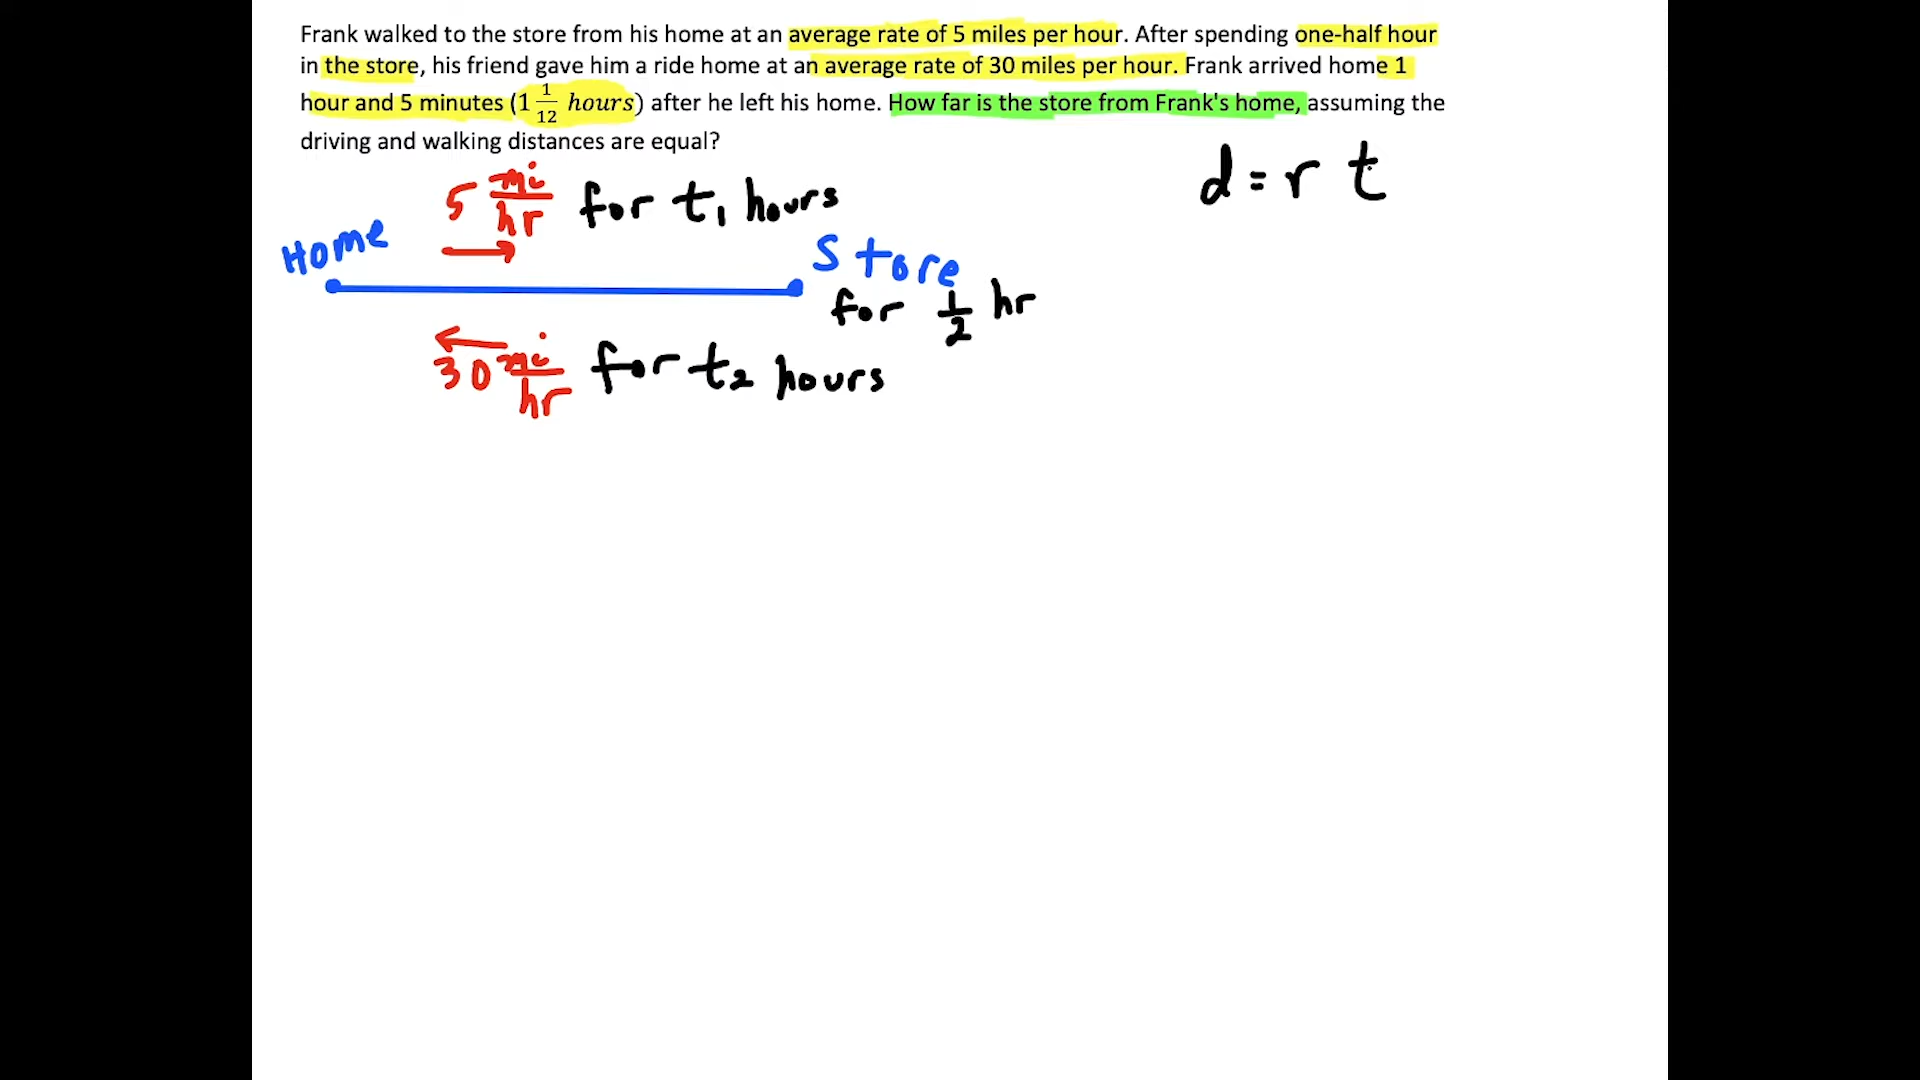 Frank walked to the store from his home at an average rate of 5 miles per hour. After spending one-half hour
in the store, his friend gave him a ride home at an average rate of 30 miles per hour. Frank arrived home 1
hour and 5 minutes (1 1/12 hours) after he left his home. How far is the store from Frank's home, assuming the
driving and walking distances are equal?
d = r t
5 mi/hr for t₁ hours
Home
Store
for 1/2 hr
30 mi/hr for t₂ hours